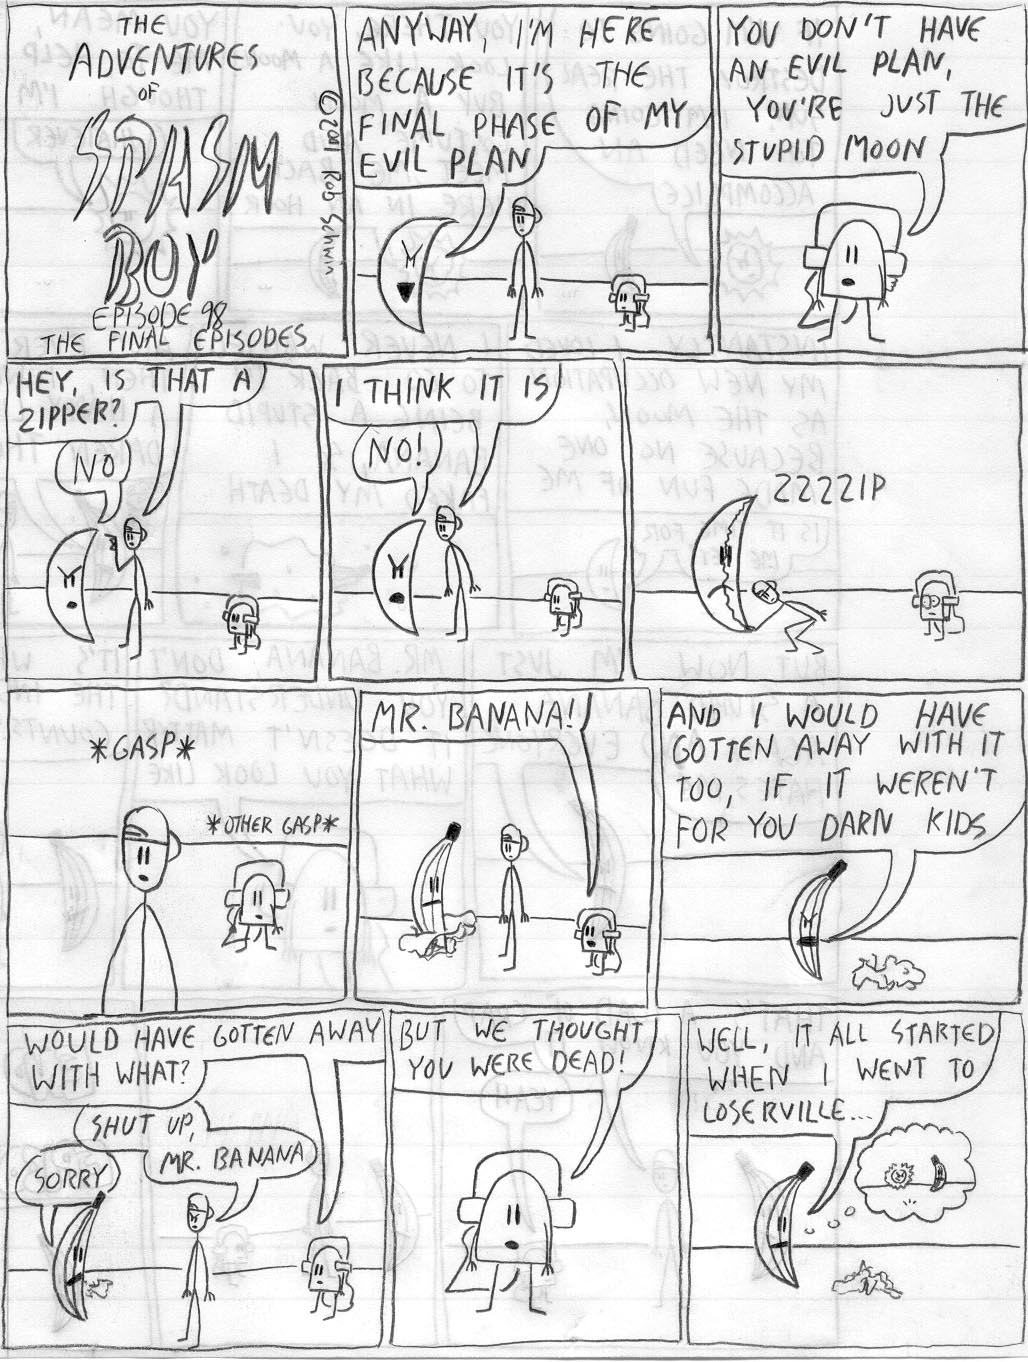 THE
ADVENTURES
OF
SPASM
BOY
EPISODE 98
THE FINAL EPISODES
©2011 Rob Schwin
ANYWAY, I'M HERE
BECAUSE IT'S THE
FINAL PHASE OF MY
EVIL PLAN
YOU DON'T HAVE
AN EVIL PLAN,
YOU'RE JUST THE
STUPID MOON
HEY, IS THAT A
ZIPPER?
NO
I THINK IT IS
NO!
ZZZZIP
*GASP*
*OTHER GASP*
MR. BANANA!
AND I WOULD HAVE
GOTTEN AWAY WITH IT
TOO, IF IT WEREN'T
FOR YOU DARN KIDS
WOULD HAVE GOTTEN AWAY
WITH WHAT?
SHUT UP,
MR. BANANA
SORRY
BUT WE THOUGHT
YOU WERE DEAD!
WELL, IT ALL STARTED
WHEN I WENT TO
LOSERVILLE...